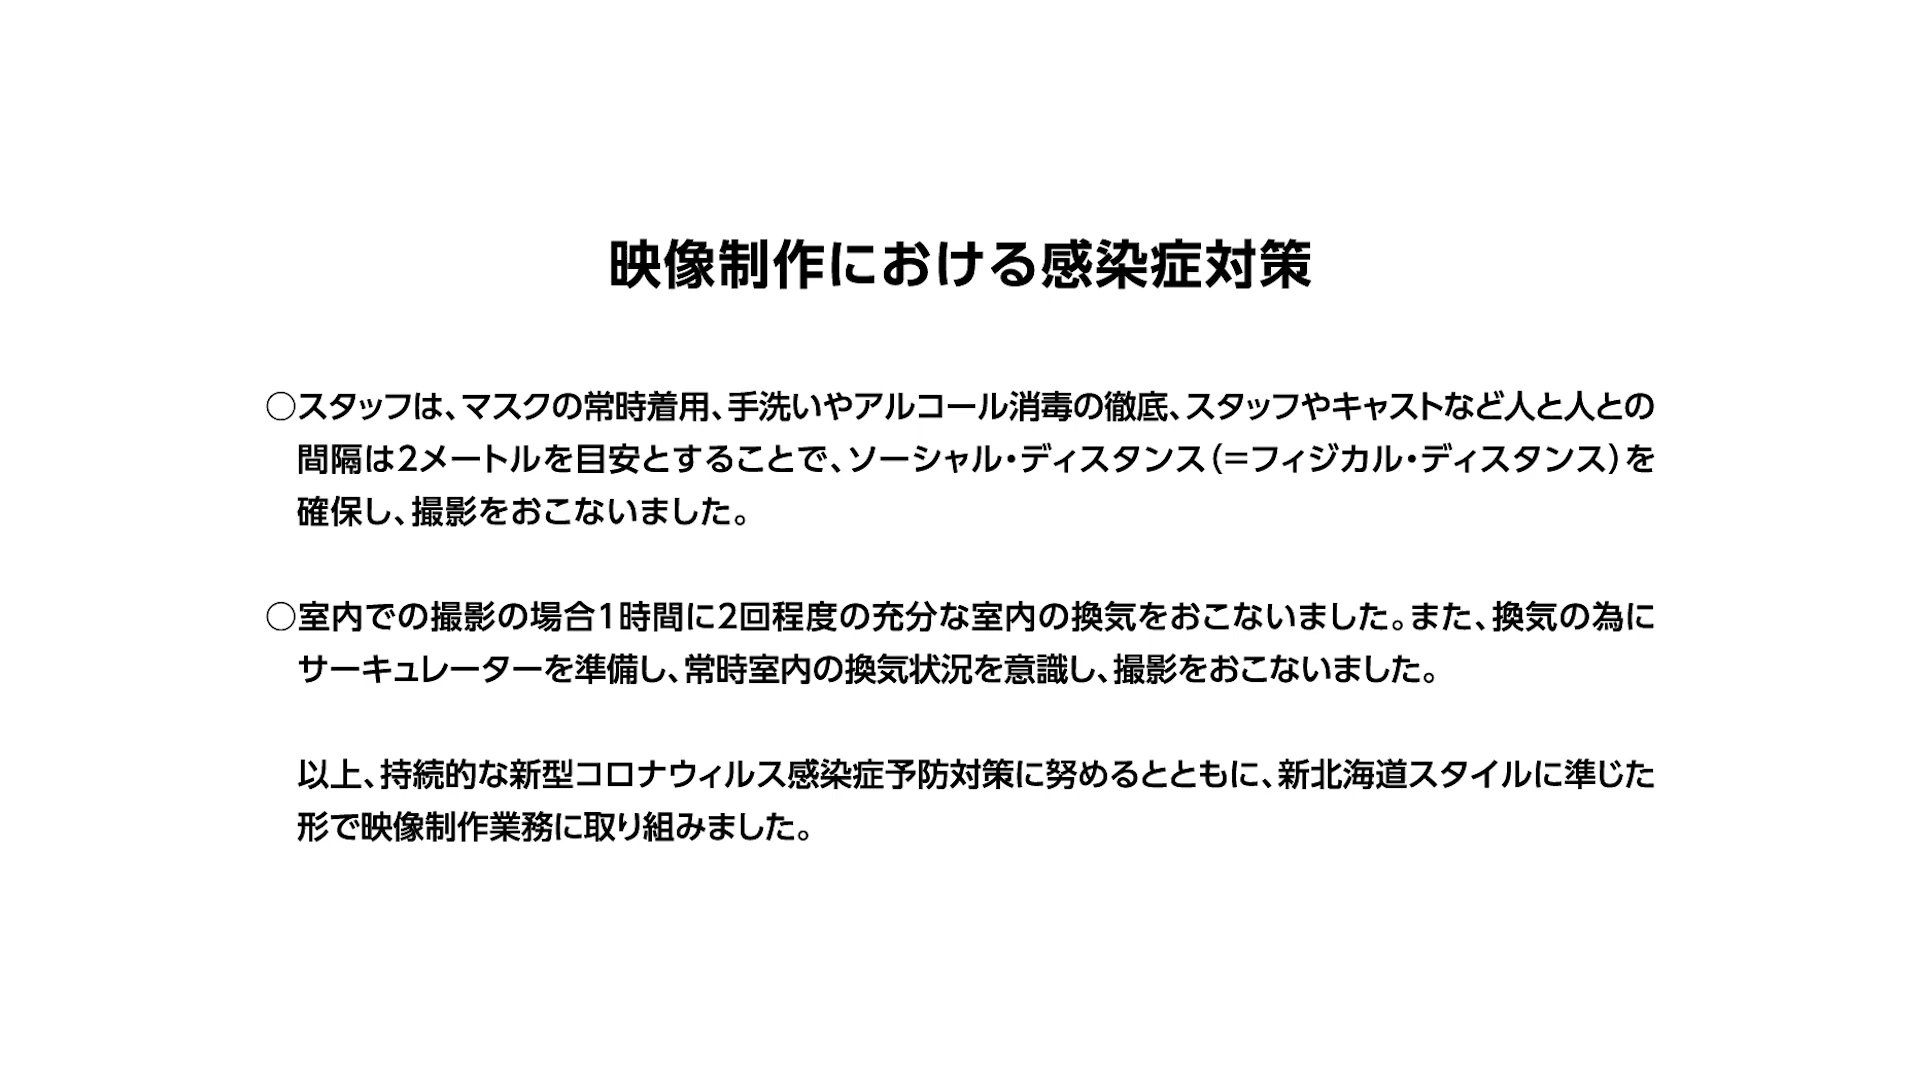 映像制作における感染症対策
○スタッフは、マスクの常時着用、手洗いやアルコール消毒の徹底、スタッフやキャストなど人と人との
間隔は2メートルを目安とすることで、ソーシャル・ディスタンス（＝フィジカル・ディスタンス）を
確保し、撮影をおこないました。
○室内での撮影の場合1時間に2回程度の充分な室内の換気をおこないました。また、換気の為に
サーキュレーターを準備し、常時室内の換気状況を意識し、撮影をおこないました。
以上、持続的な新型コロナウィルス感染症予防対策に努めるとともに、新北海道スタイルに準じた
形で映像制作業務に取り組みました。